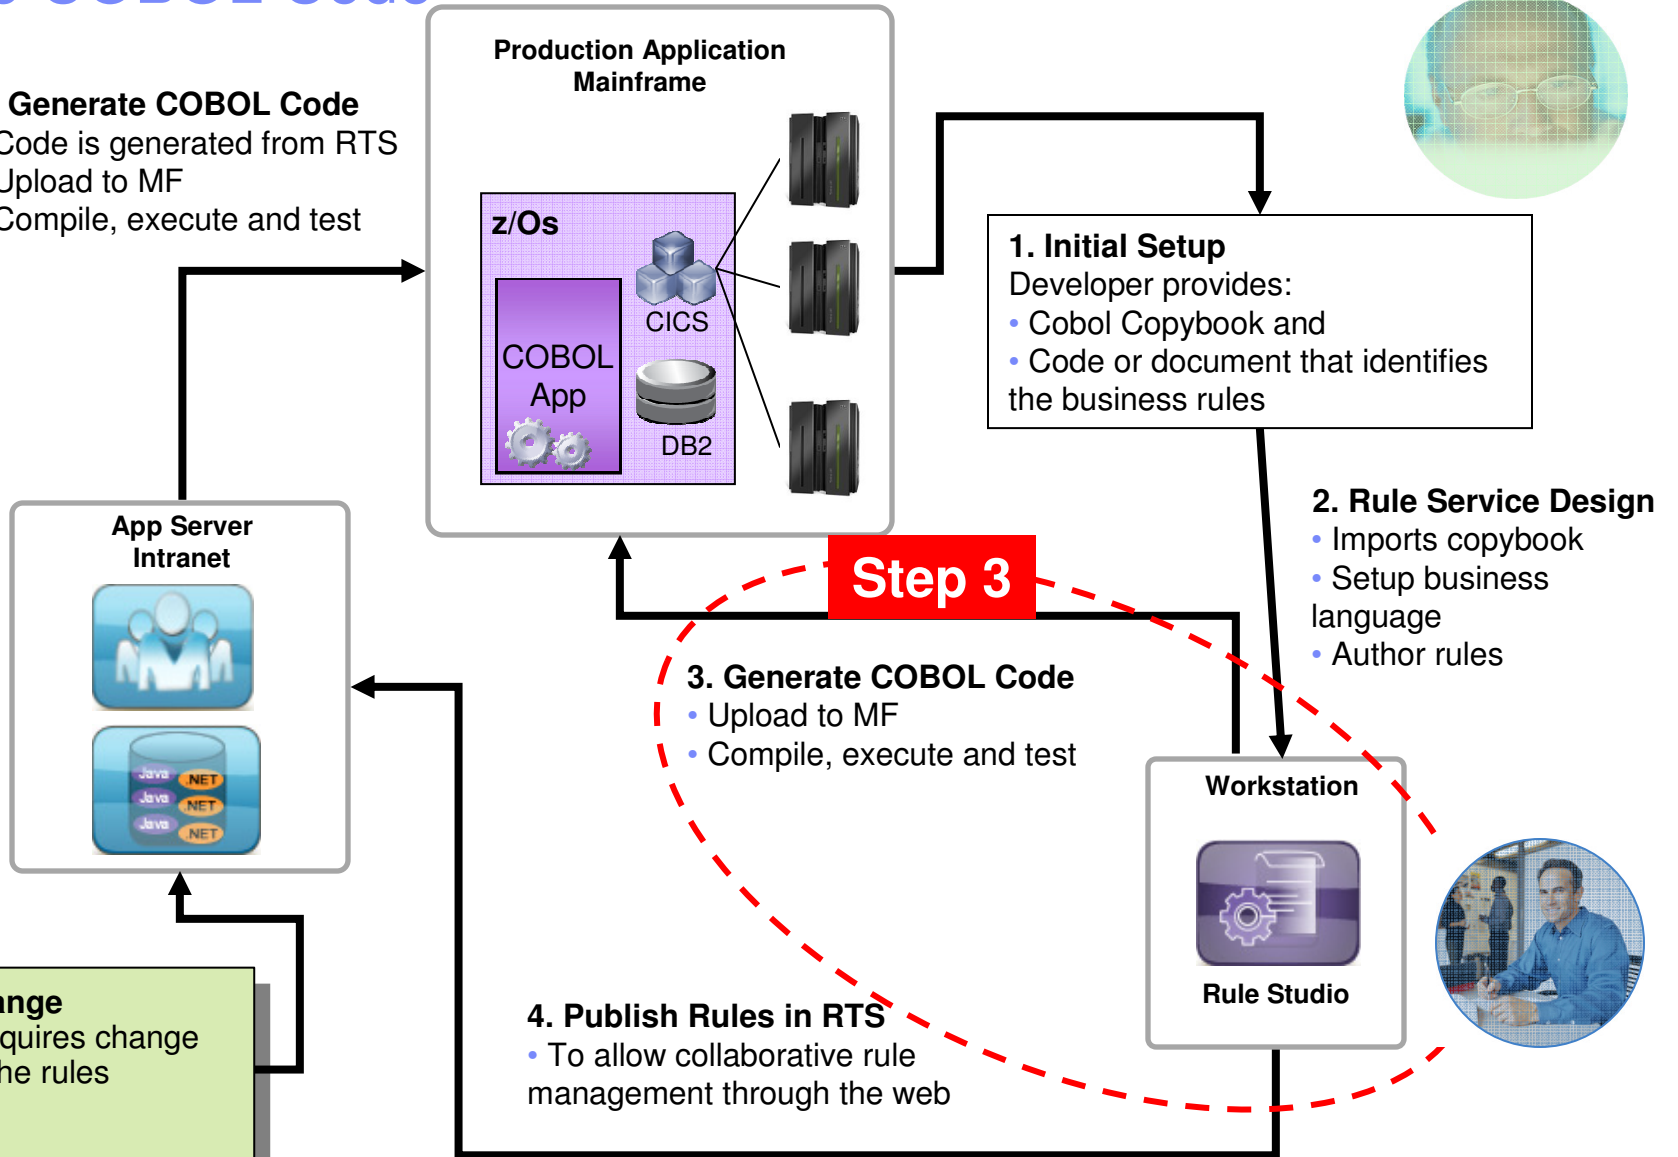 COBOL Code
Generate COBOL Code
Code is generated from RTS
Upload to MF
Compile, execute and test
Production Application
Mainframe
z/Os
CICS
COBOL
App
DB2
1. Initial Setup
Developer provides:
• Cobol Copybook and
• Code or document that identifies
the business rules
2. Rule Service Design
• Imports copybook
• Setup business
language
• Author rules
App Server
Intranet
Java .NET
Java .NET
Java .NET
Step 3
3. Generate COBOL Code
• Upload to MF
• Compile, execute and test
Workstation
Rule Studio
4. Publish Rules in RTS
• To allow collaborative rule
management through the web
ange
quires change
he rules